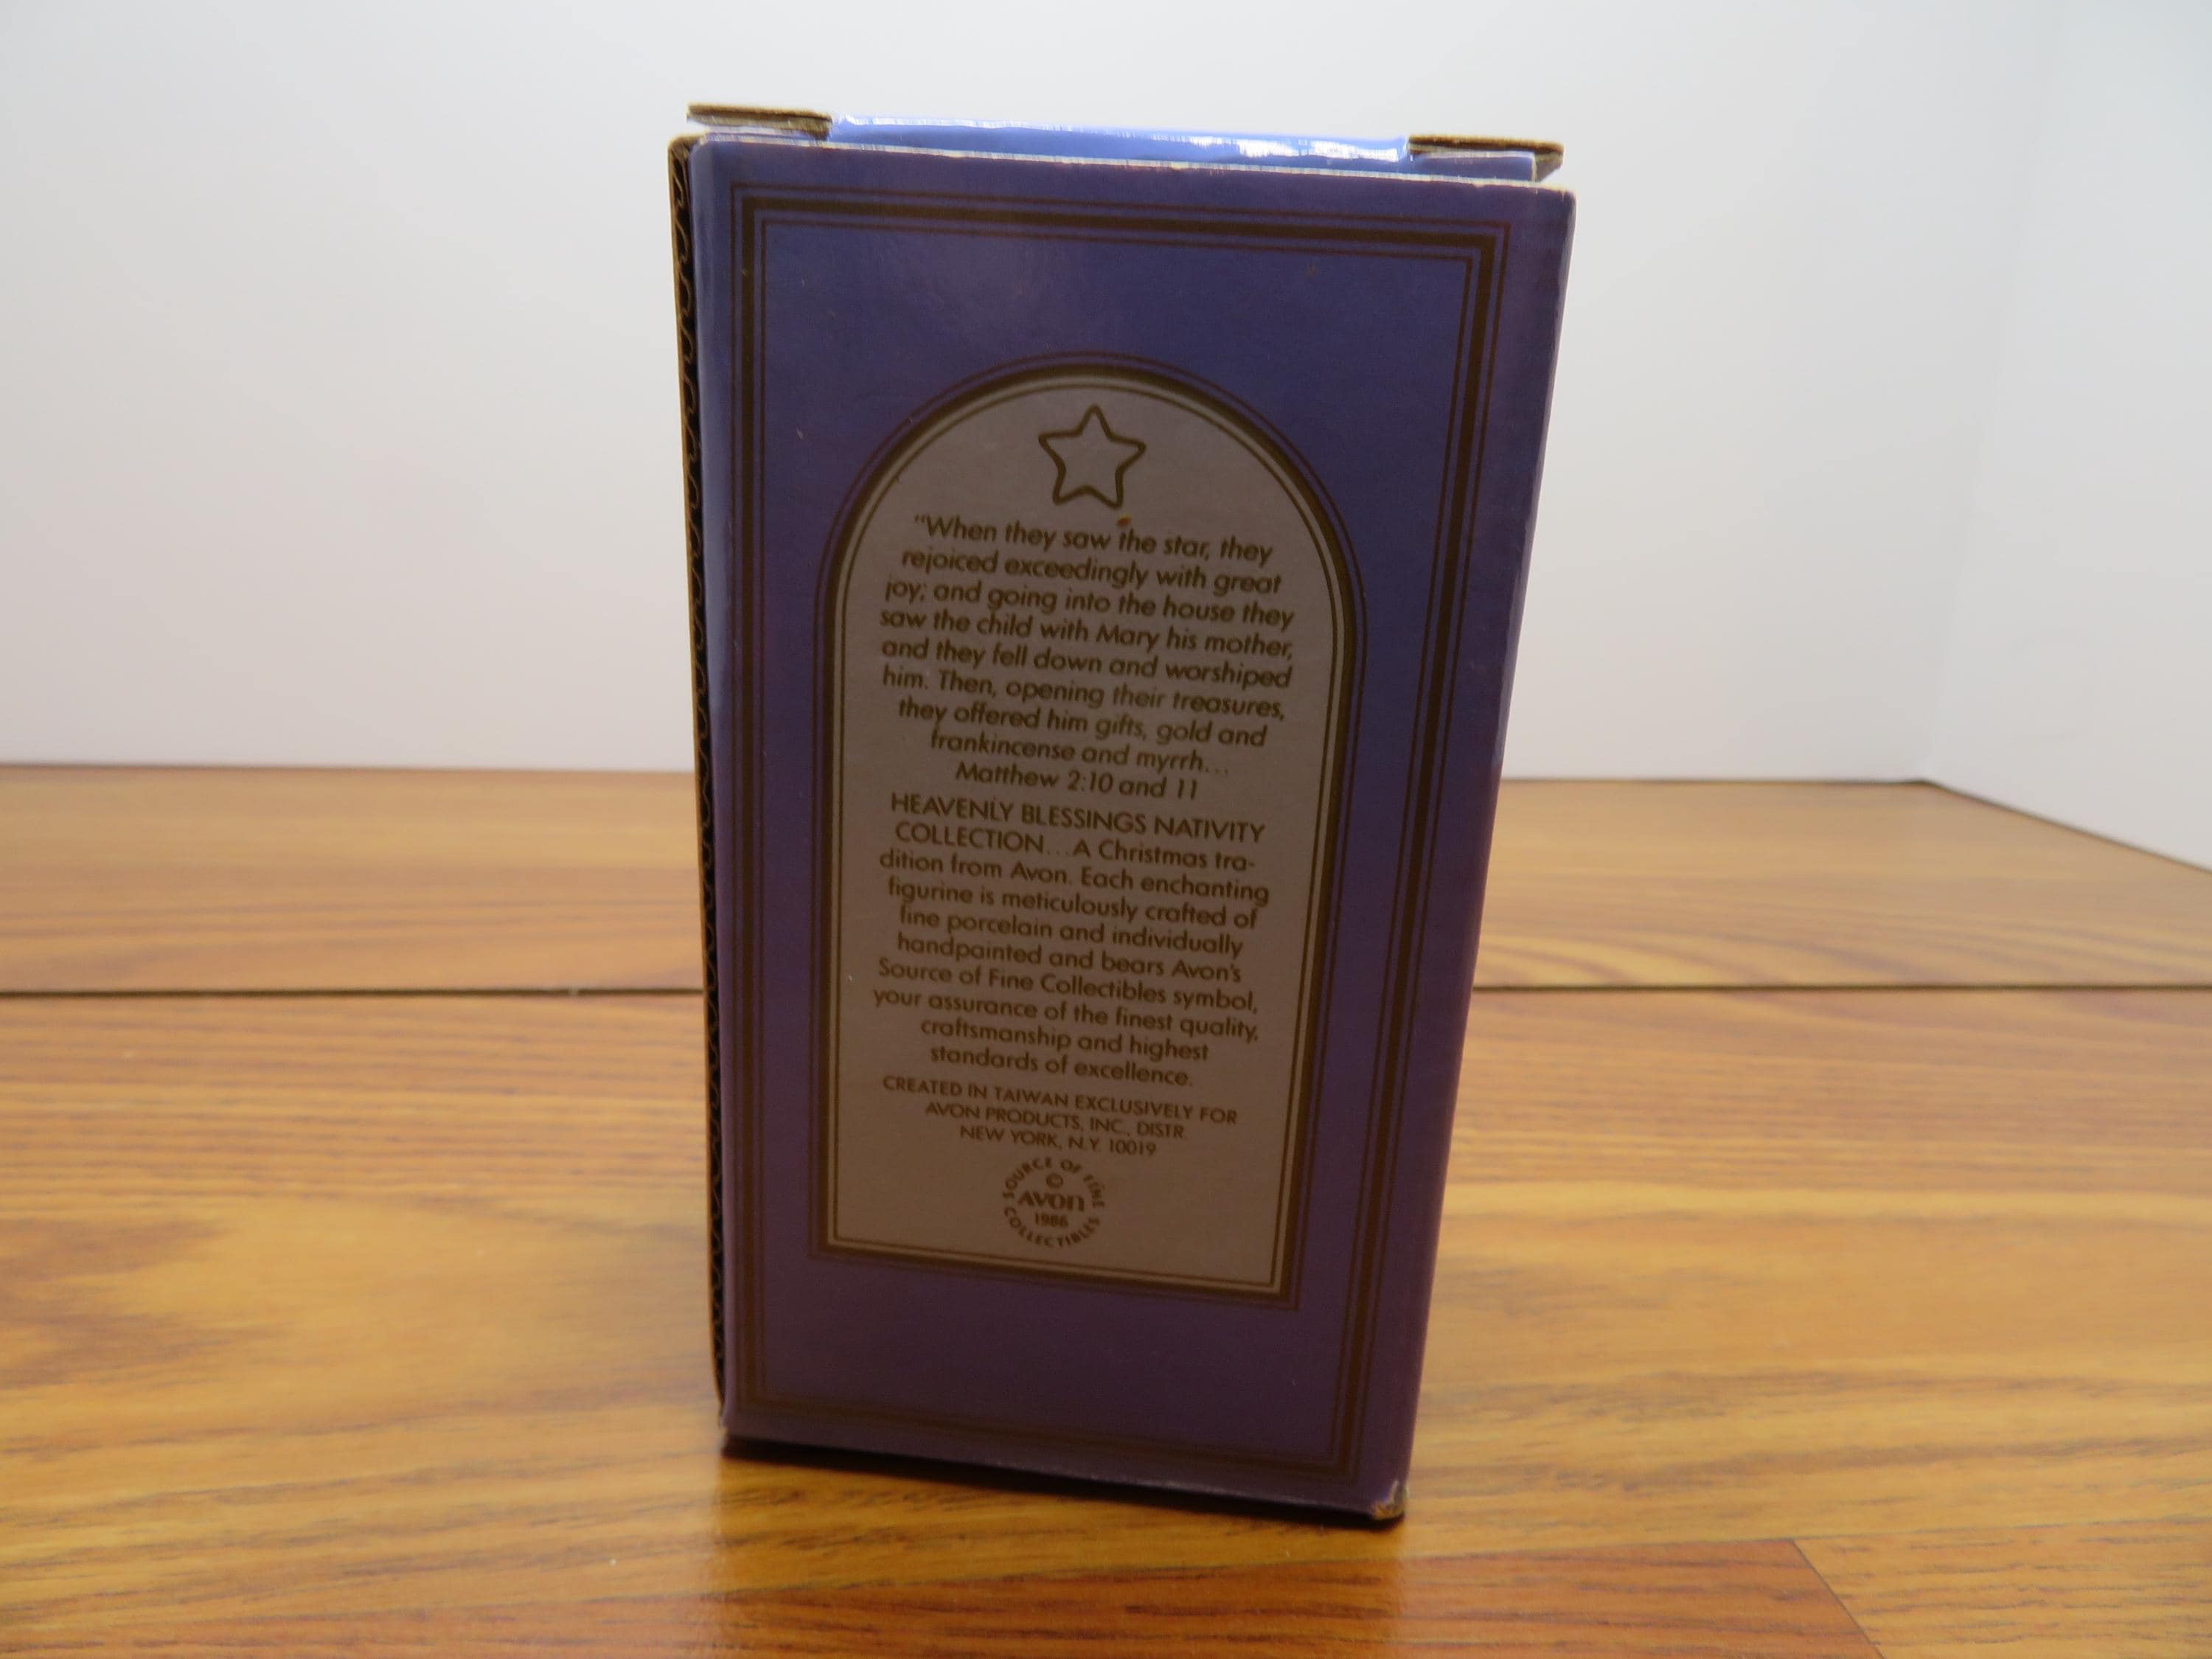 "When they saw the star, they
rejoiced exceedingly with great
joy; and going into the house they
saw the child with Mary his mother,
and they fell down and worshiped
him. Then, opening their treasures,
they offered him gifts, gold and
frankincense and myrrh...
Matthew 2:10 and 11
HEAVENLY BLESSINGS NATIVITY
COLLECTION...A Christmas tra-
dition from Avon. Each enchanting
figurine is meticulously crafted of
fine porcelain and individually
handpainted and bears Avon's
Source of Fine Collectibles symbol,
your assurance of the finest quality,
craftsmanship and highest
standards of excellence.
CREATED IN TAIWAN EXCLUSIVELY FOR
AVON PRODUCTS, INC., DISTR.
NEW YORK, N.Y. 10019
SOURCE OF FINE
©
AVON
1986
COLLECTIBLES